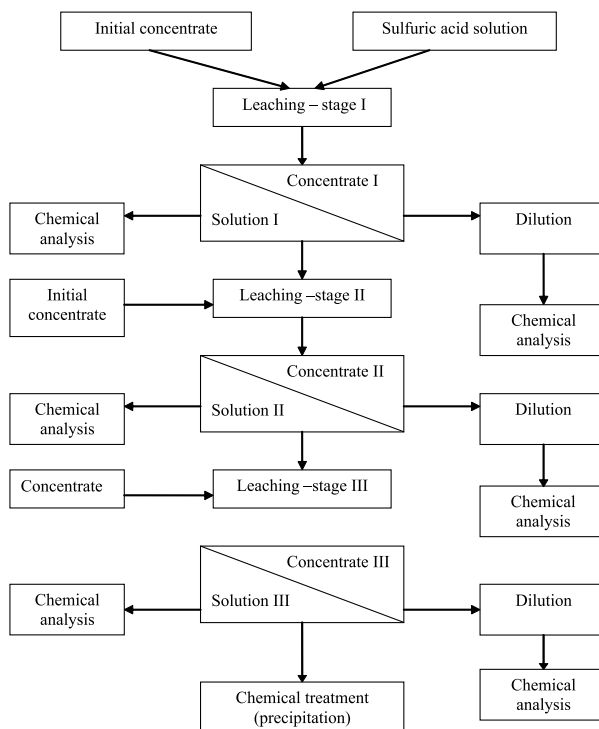 Initial concentrate
Sulfuric acid solution
Leaching – stage I
Concentrate I
Solution I
Chemical
analysis
Dilution
Initial
concentrate
Leaching –stage II
Chemical
analysis
Concentrate II
Solution II
Chemical
analysis
Dilution
Concentrate
Leaching –stage III
Chemical
analysis
Concentrate III
Solution III
Chemical
analysis
Dilution
Chemical treatment
(precipitation)
Chemical
analysis